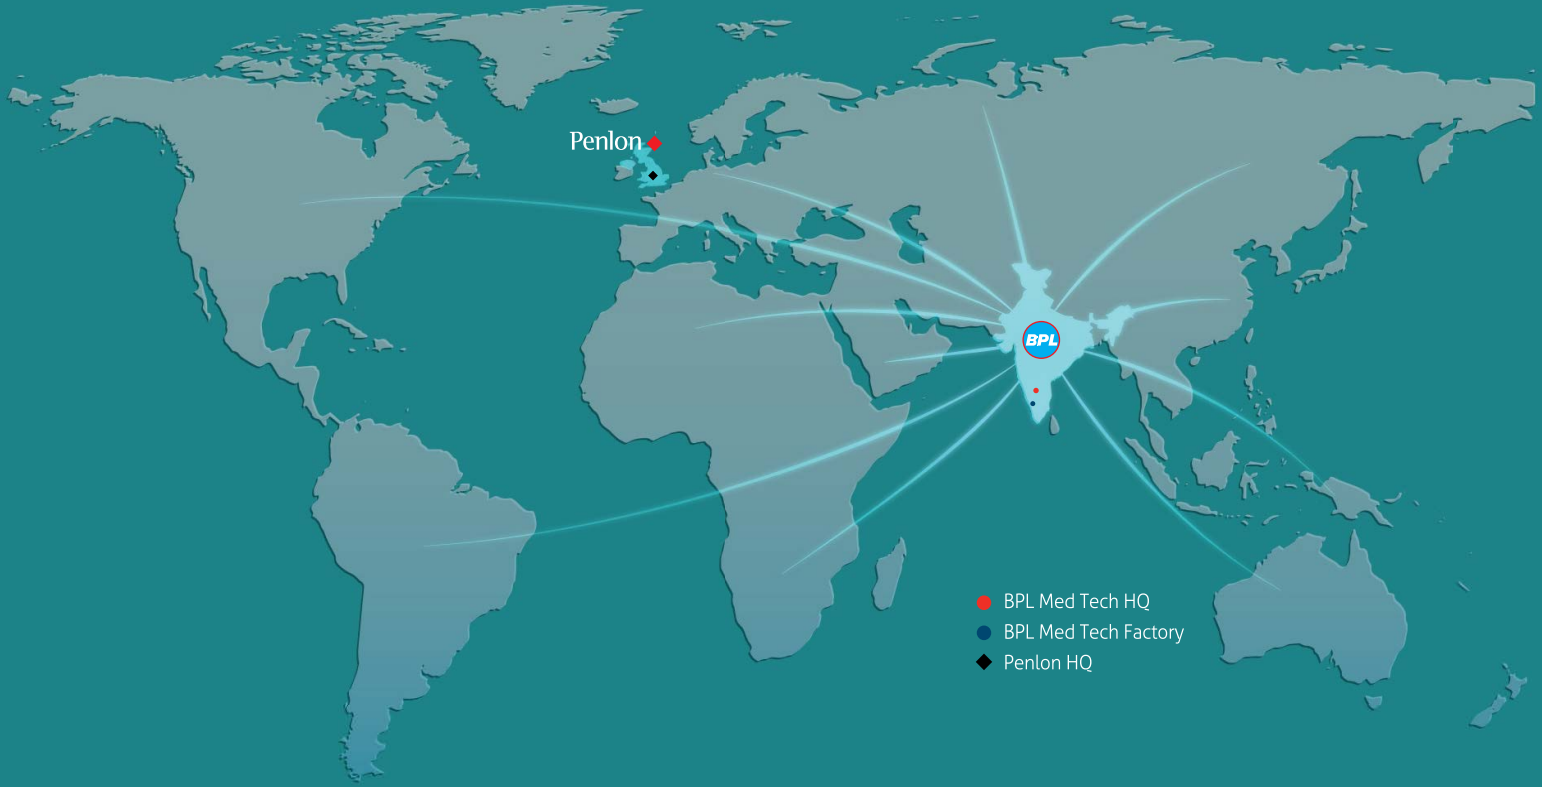 Penlon
BPL
BPL Med Tech HQ
BPL Med Tech Factory
Penlon HQ